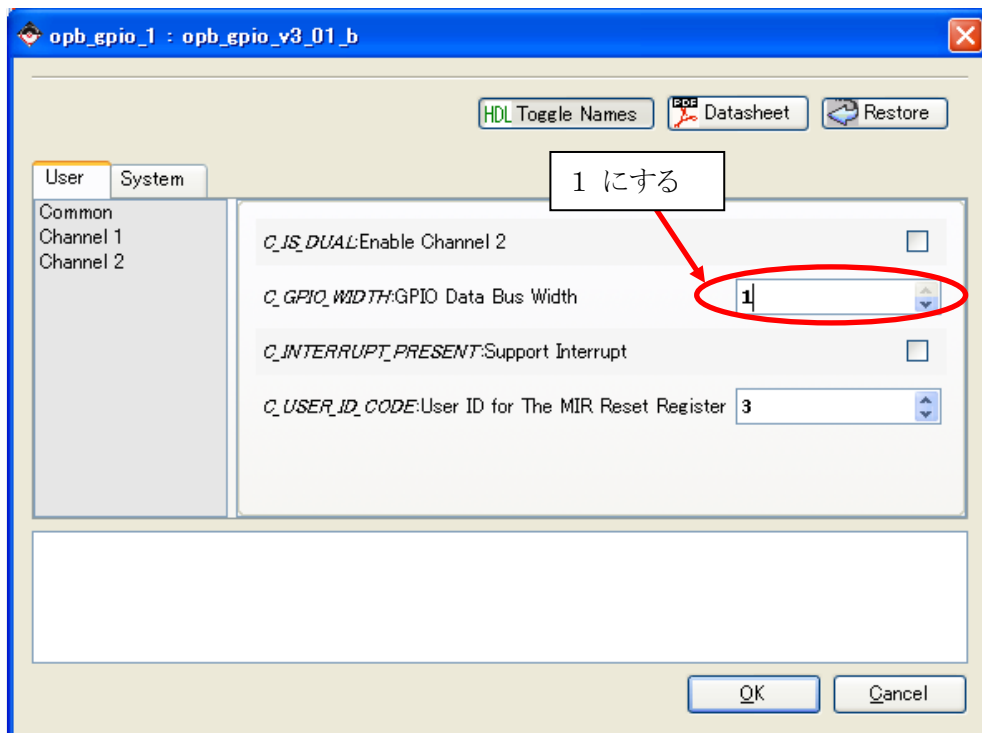 opb_gpio_1 : opb_gpio_v3_01_b
HDL Toggle Names PDF Datasheet Restore
1 にする
User System
Common
Channel 1
Channel 2
C_IS_DUAL:Enable Channel 2
C_GPIO_WIDTH:GPIO Data Bus Width 1
C_INTERRUPT_PRESENT:Support Interrupt
C_USER_ID_CODE:User ID for The MIR Reset Register 3
OK Cancel